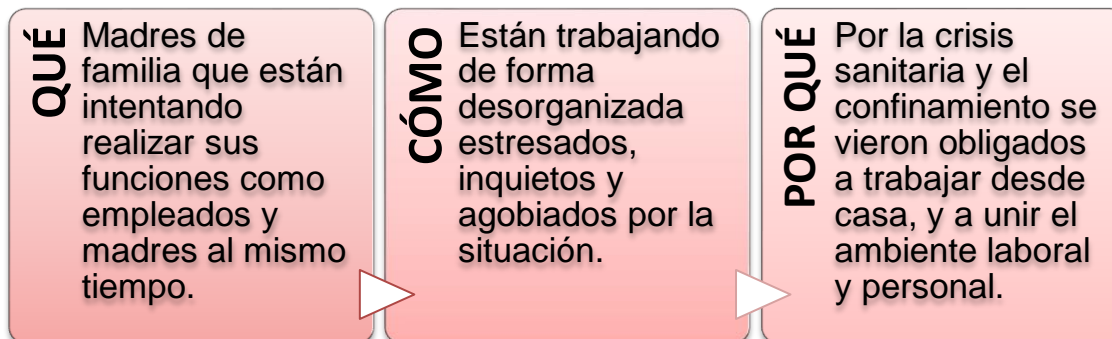 QUÉ
Madres de
familia que están
intentando
realizar sus
funciones como
empleados y
madres al mismo
tiempo.
CÓMO
Están trabajando
de forma
desorganizada
estresados,
inquietos y
agobiados por la
situación.
POR QUÉ
Por la crisis
sanitaria y el
confinamiento se
vieron obligados
a trabajar desde
casa, y a unir el
ambiente laboral
y personal.